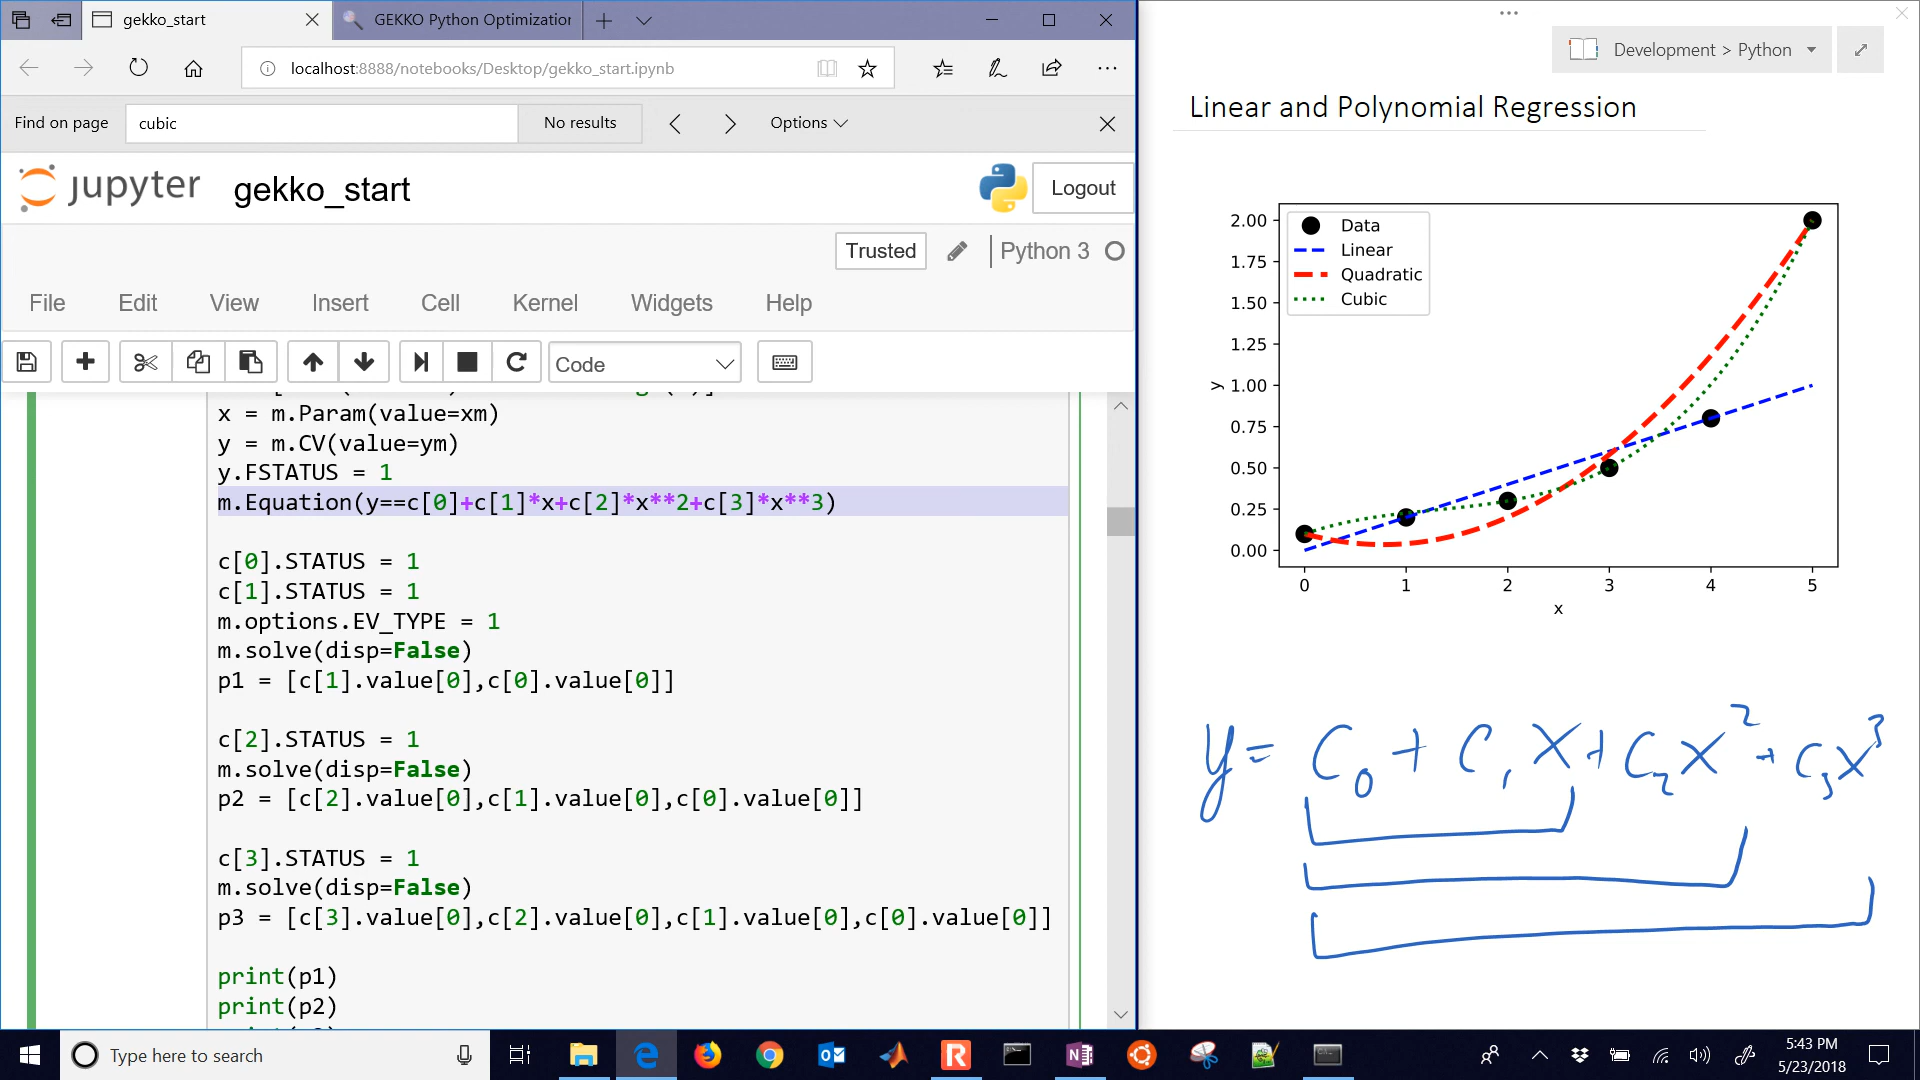 gekko_start
GEKKO Python Optimization
localhost:8888/notebooks/Desktop/gekko_start.ipynb
Find on page
cubic
No results
Options
jupyter
gekko_start
Logout
Trusted
Python 3
File Edit View Insert Cell Kernel Widgets Help
Code
x = m.Param(value=xm)
y = m.CV(value=ym)
y.FSTATUS = 1
m.Equation(y==c[0]+c[1]*x+c[2]*x**2+c[3]*x**3)
c[0].STATUS = 1
c[1].STATUS = 1
m.options.EV_TYPE = 1
m.solve(disp=False)
p1 = [c[1].value[0],c[0].value[0]]
c[2].STATUS = 1
m.solve(disp=False)
p2 = [c[2].value[0],c[1].value[0],c[0].value[0]]
c[3].STATUS = 1
m.solve(disp=False)
p3 = [c[3].value[0],c[2].value[0],c[1].value[0],c[0].value[0]]
print(p1)
print(p2)
Development > Python
Linear and Polynomial Regression
Data
Linear
Quadratic
Cubic
2.00
1.75
1.50
1.25
1.00
0.75
0.50
0.25
0.00
y
0 1 2 3 4 5
x
y = C₀ + C₁ X + C₂ X² + C₃ X³
Type here to search
5:43 PM
5/23/2018